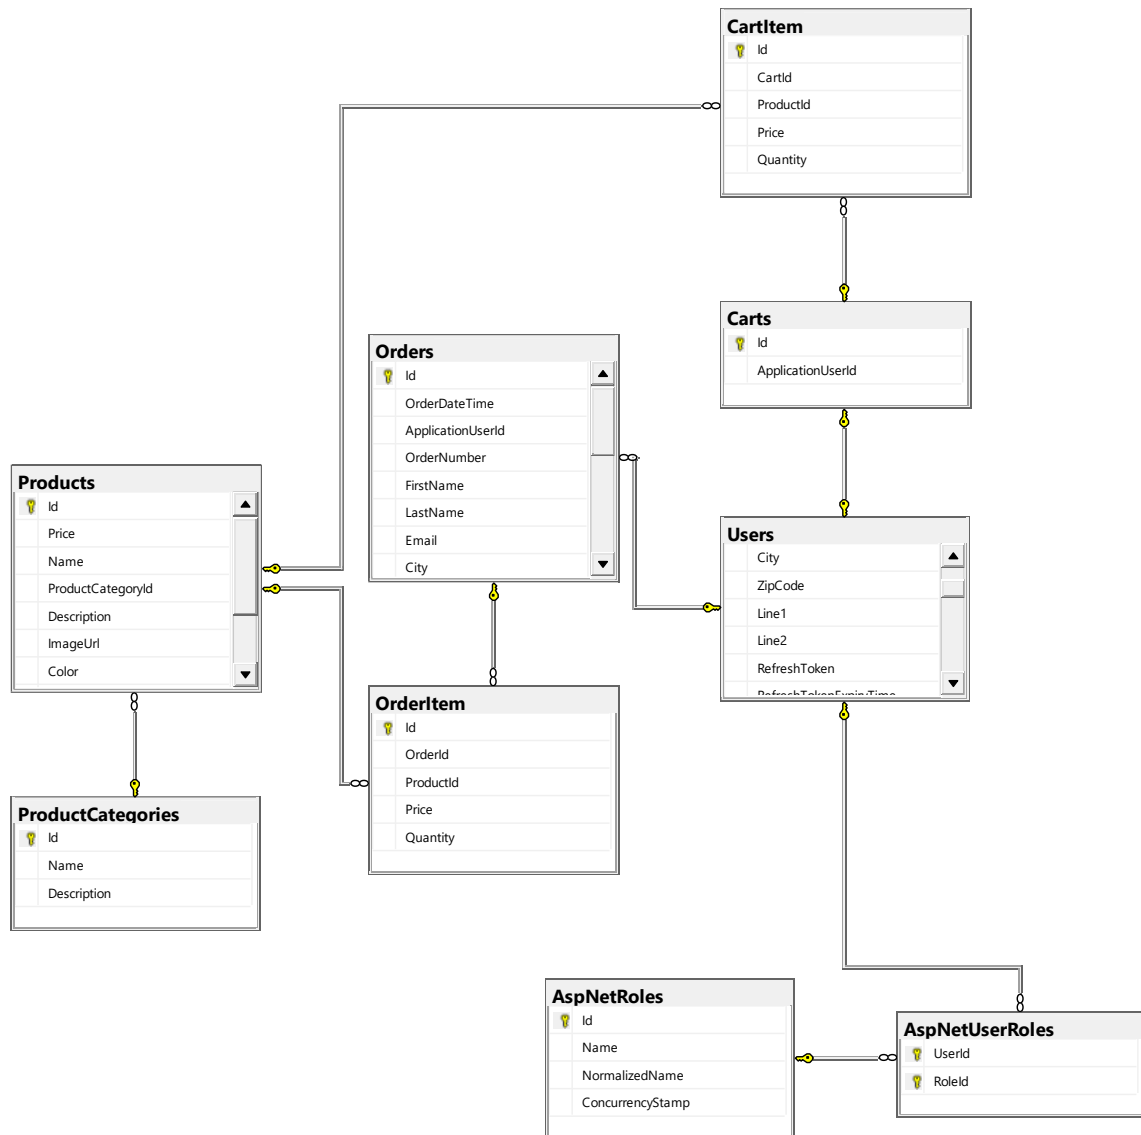 CartItem
Id
CartId
ProductId
Price
Quantity
Carts
Id
ApplicationUserId
Orders
Id
OrderDateTime
ApplicationUserId
OrderNumber
FirstName
LastName
Email
City
Products
Id
Price
Name
ProductCategoryId
Description
ImageUrl
Color
Users
City
ZipCode
Line1
Line2
RefreshToken
RefreshTokenExpiryTime
OrderItem
Id
OrderId
ProductId
Price
Quantity
ProductCategories
Id
Name
Description
AspNetRoles
Id
Name
NormalizedName
ConcurrencyStamp
AspNetUserRoles
UserId
RoleId